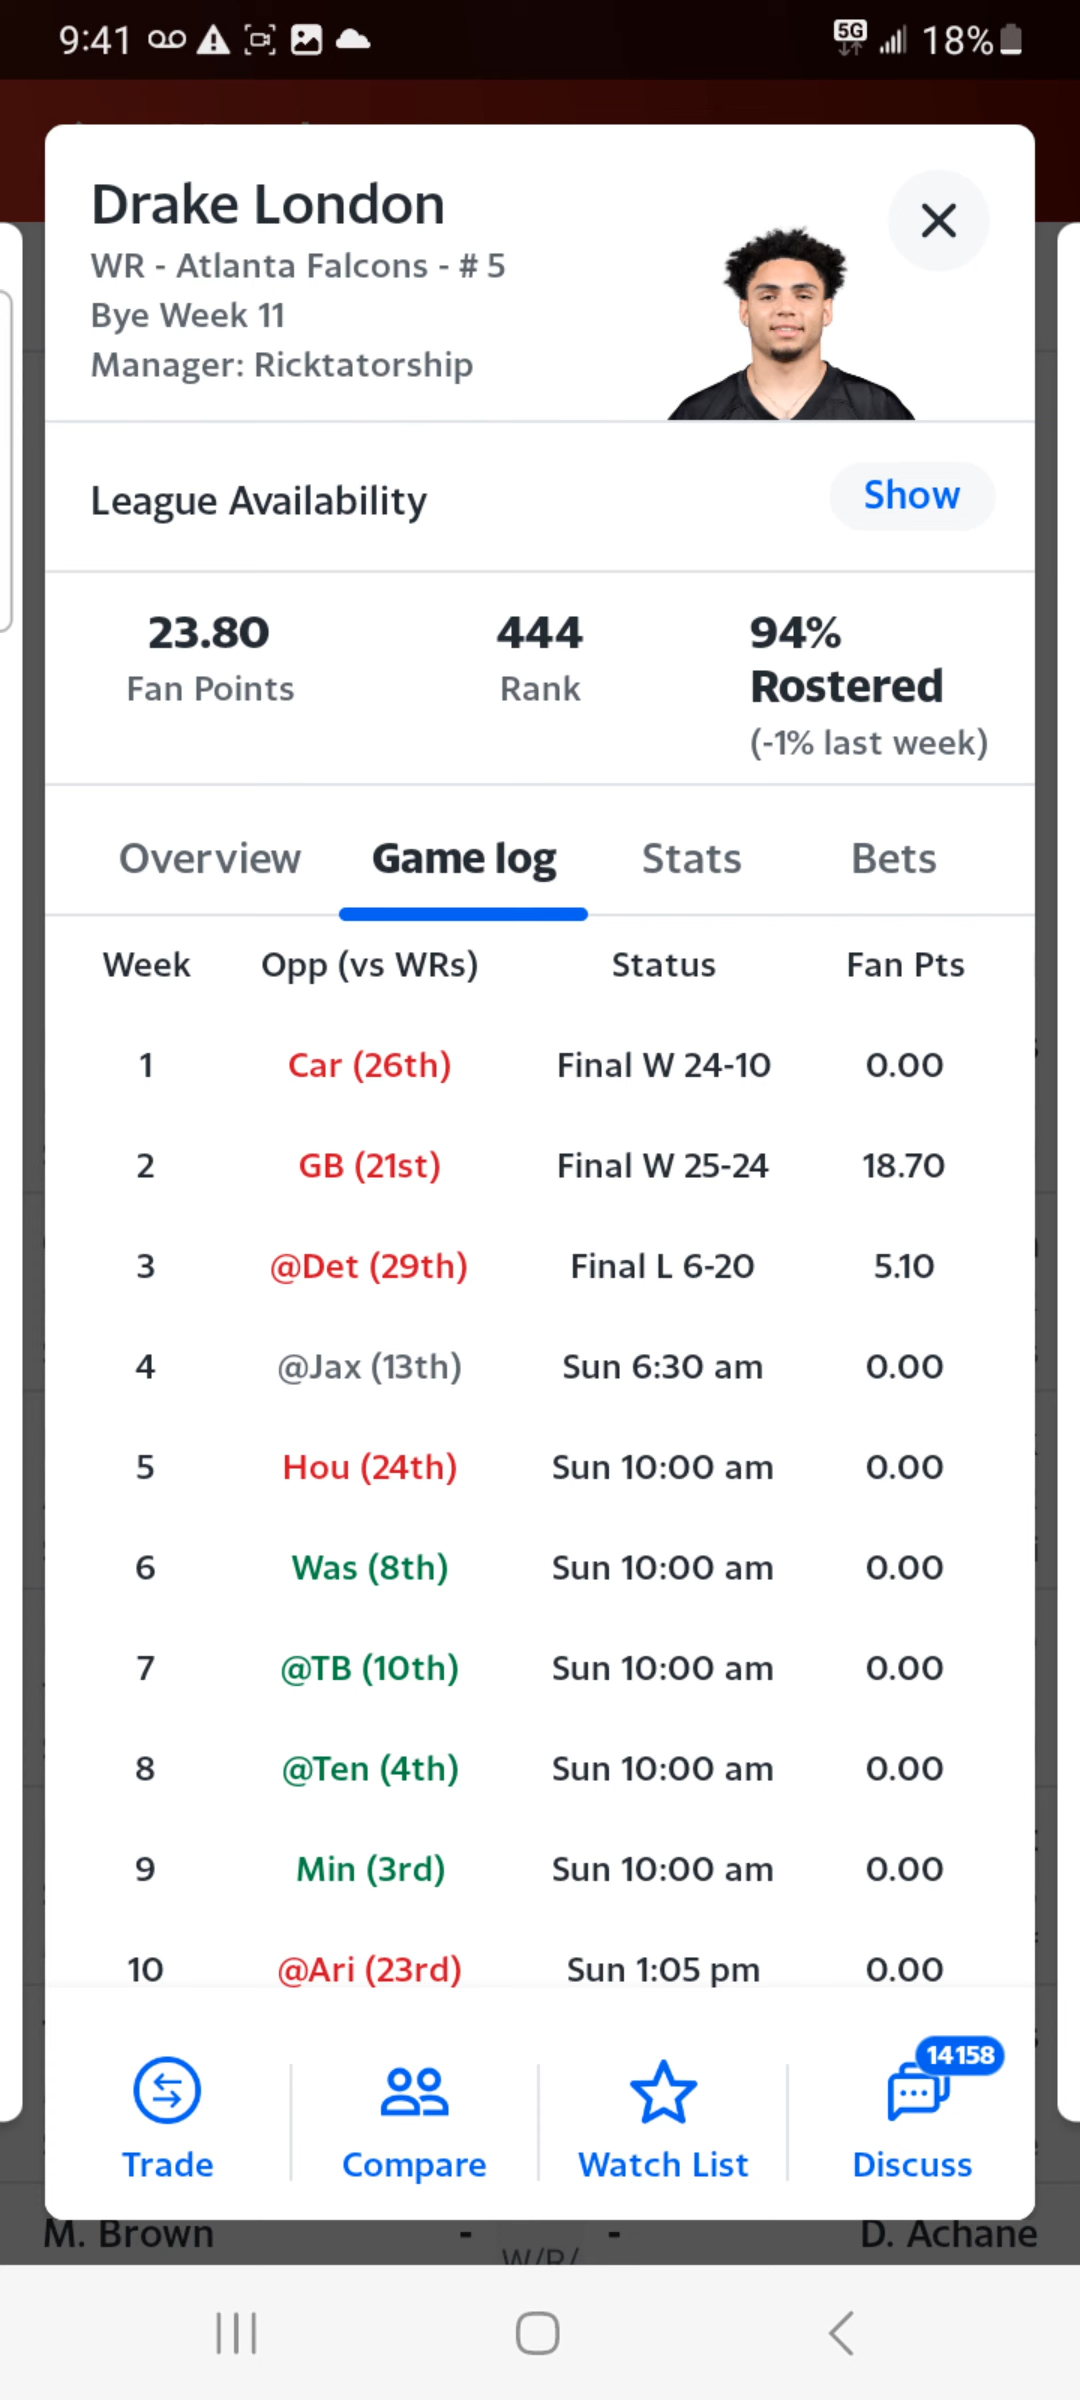 9:41
5G
18%
Drake London
WR - Atlanta Falcons - # 5
Bye Week 11
Manager: Ricktatorship
League Availability
Show
23.80
Fan Points
444
Rank
94%
Rostered
(-1% last week)
Overview Game log Stats Bets
Week Opp (vs WRs) Status Fan Pts
1 Car (26th) Final W 24-10 0.00
2 GB (21st) Final W 25-24 18.70
3 @Det (29th) Final L 6-20 5.10
4 @Jax (13th) Sun 6:30 am 0.00
5 Hou (24th) Sun 10:00 am 0.00
6 Was (8th) Sun 10:00 am 0.00
7 @TB (10th) Sun 10:00 am 0.00
8 @Ten (4th) Sun 10:00 am 0.00
9 Min (3rd) Sun 10:00 am 0.00
10 @Ari (23rd) Sun 1:05 pm 0.00
14158
Trade Compare Watch List Discuss
M. Brown - - D. Achane
W/R/